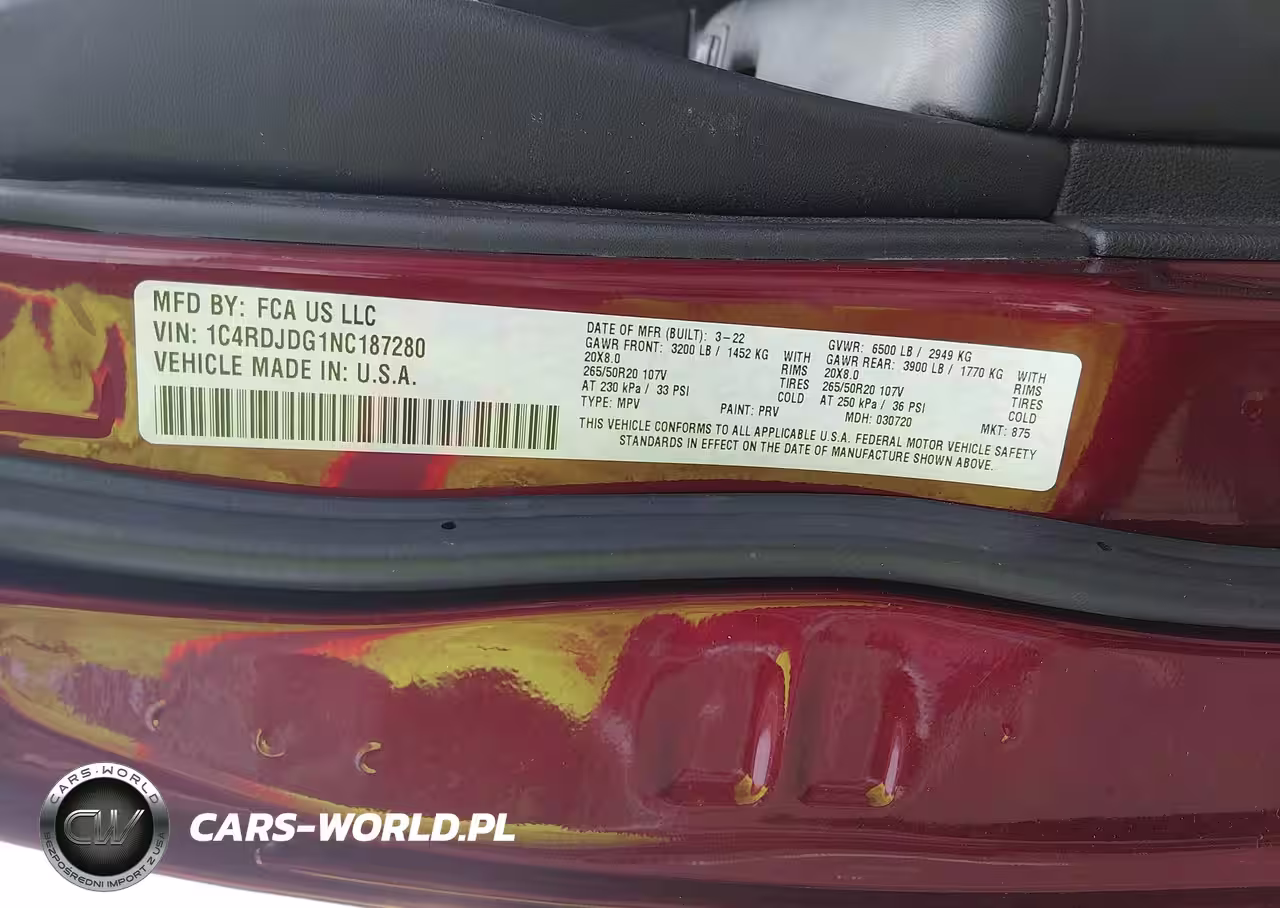 MFD BY: FCA US LLC
VIN: 1C4RDJDG1NC187280
VEHICLE MADE IN: U.S.A.
DATE OF MFR (BUILT): 3-22
GAWR FRONT: 3200 LB / 1452 KG WITH
20X8.0 RIMS
265/50R20 107V TIRES
AT 230 kPa / 33 PSI COLD
TYPE: MPV PAINT: PRV
GVWR: 6500 LB / 2949 KG
GAWR REAR: 3900 LB / 1770 KG WITH
20X8.0 RIMS
265/50R20 107V TIRES
AT 250 kPa / 36 PSI COLD
MDH: 030720 MKT: 875
THIS VEHICLE CONFORMS TO ALL APPLICABLE U.S.A. FEDERAL MOTOR VEHICLE SAFETY
STANDARDS IN EFFECT ON THE DATE OF MANUFACTURE SHOWN ABOVE.
CARS-WORLD
CW
BEZPOŚREDNI IMPORT Z USA
CARS-WORLD.PL